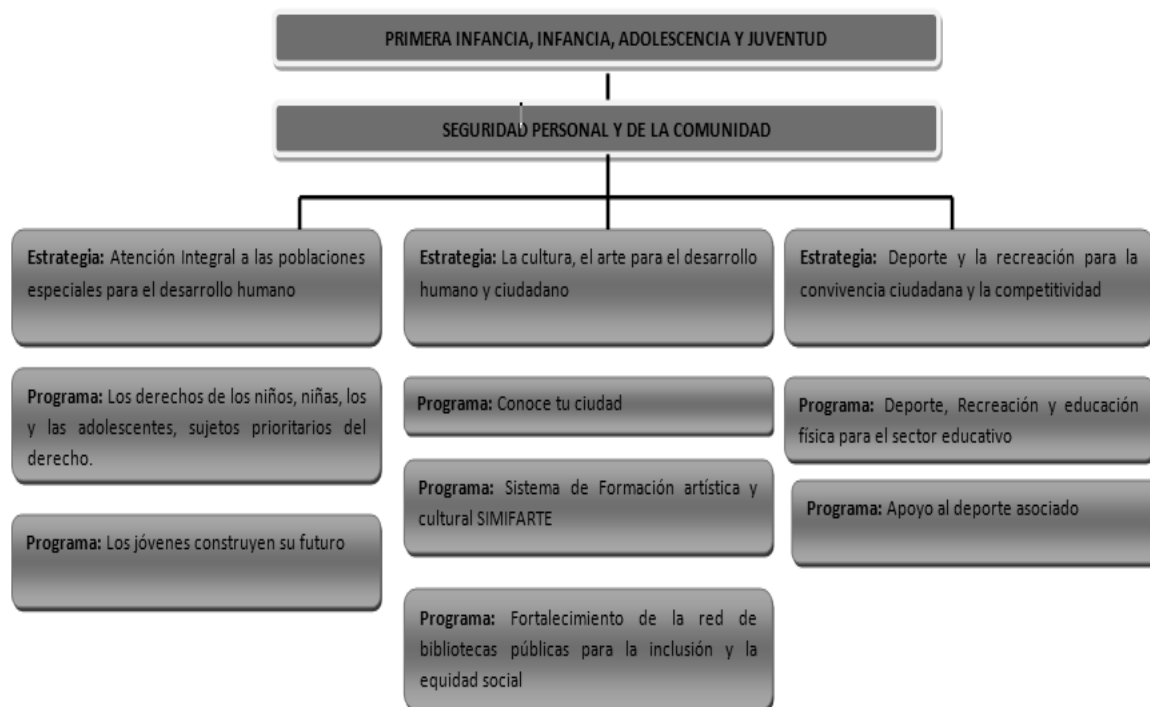 PRIMERA INFANCIA, INFANCIA, ADOLESCENCIA Y JUVENTUD
SEGURIDAD PERSONAL Y DE LA COMUNIDAD
Estrategia: Atención Integral a las poblaciones
especiales para el desarrollo humano
Programa: Los derechos de los niños, niñas, los
y las adolescentes, sujetos prioritarios del
derecho.
Programa: Los jóvenes construyen su futuro
Estrategia: La cultura, el arte para el desarrollo
humano y ciudadano
Programa: Conoce tu ciudad
Programa: Sistema de Formación artística y
cultural SIMIFARTE
Programa: Fortalecimiento de la red de
bibliotecas públicas para la inclusión y la
equidad social
Estrategia: Deporte y la recreación para la
convivencia ciudadana y la competitividad
Programa: Deporte, Recreación y educación
física para el sector educativo
Programa: Apoyo al deporte asociado